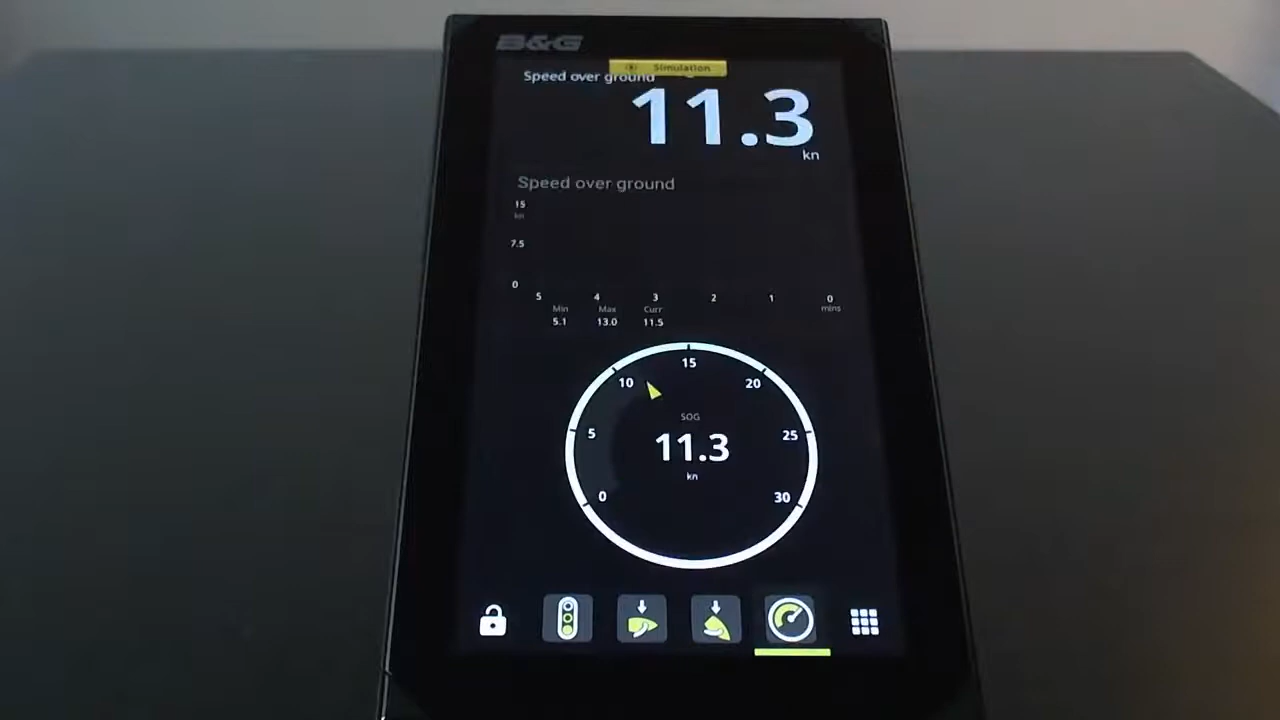 B&G
Simulation
Speed over ground
11.3
kn
Speed over ground
15
kn
7.5
0
5 4 3 2 1 0
mins
Min Max Curr
5.1 13.0 11.5
15
10 20
SOG
5 25
11.3
kn
0 30